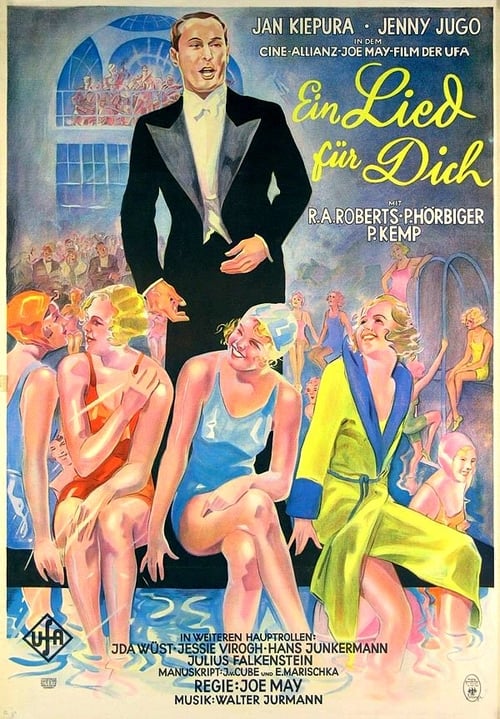 JAN KIEPURA · JENNY JUGO
IN DEM
CINE-ALLIANZ-JOE MAY-FILM DER UFA
Ein Lied
für Dich
MIT
R.A.ROBERTS·P.HÖRBIGER
P.KEMP
UFA
IN WEITEREN HAUPTROLLEN:
JDA WÜST·JESSIE VIROGH·HANS JUNKERMANN
JULIUS FALKENSTEIN
MANUSKRIPT·J.v.CUBE UND E.MARISCHKA
REGIE: JOE MAY
MUSIK: WALTER JURMANN